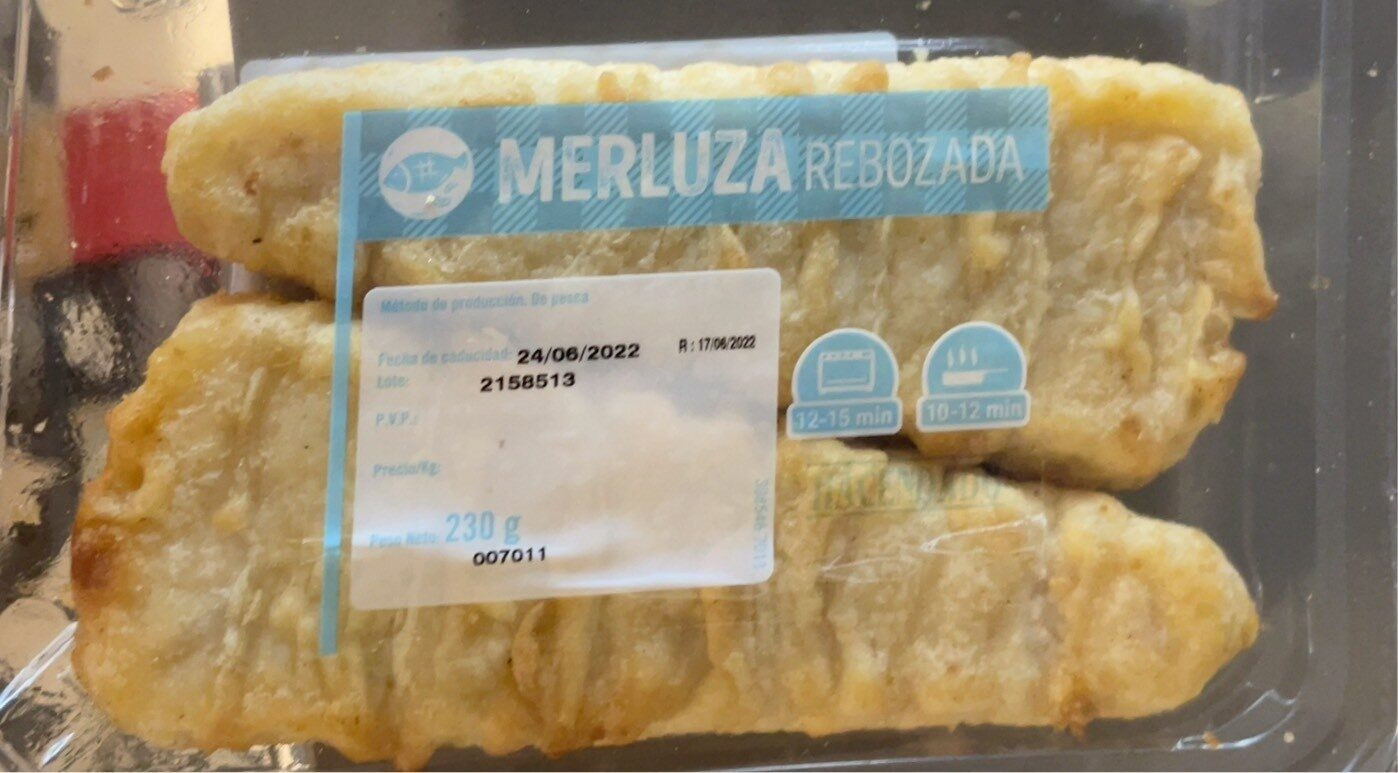 MERLUZA REBOZADA
Método de producción. De pesca
Fecha de caducidad: 24/06/2022 R: 17/06/2022
Lote: 2158513
P.V.P.:
Precio/Kg:
Peso Neto: 230 g
007011
12-15 min
10-12 min
HACENDADO